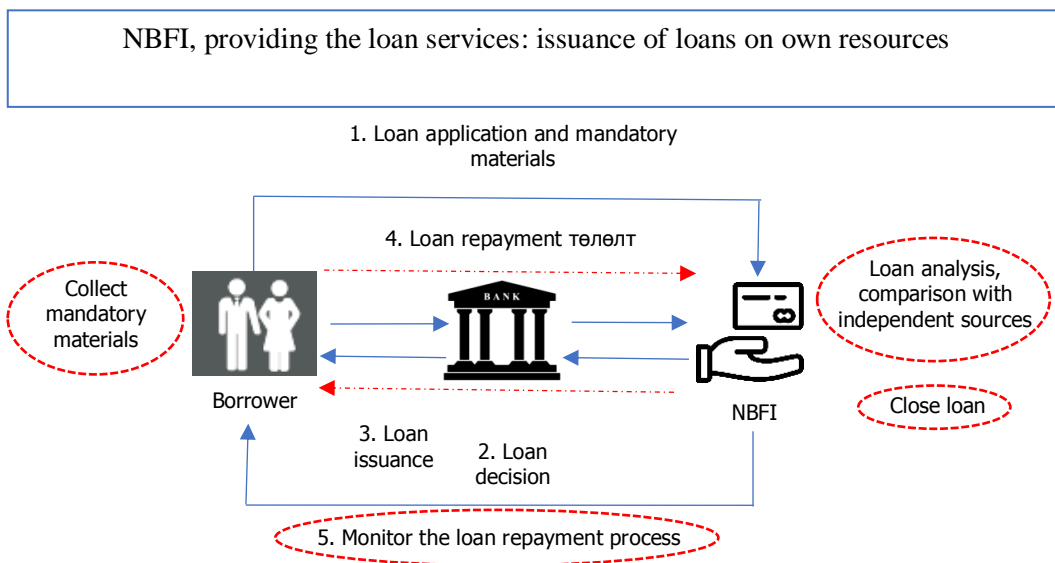 NBFI, providing the loan services: issuance of loans on own resources
1. Loan application and mandatory
materials
4. Loan repayment төлөлт
Collect
mandatory
materials
BANK
Loan analysis,
comparison with
independent sources
Borrower
NBFI
Close loan
3. Loan
issuance
2. Loan
decision
5. Monitor the loan repayment process